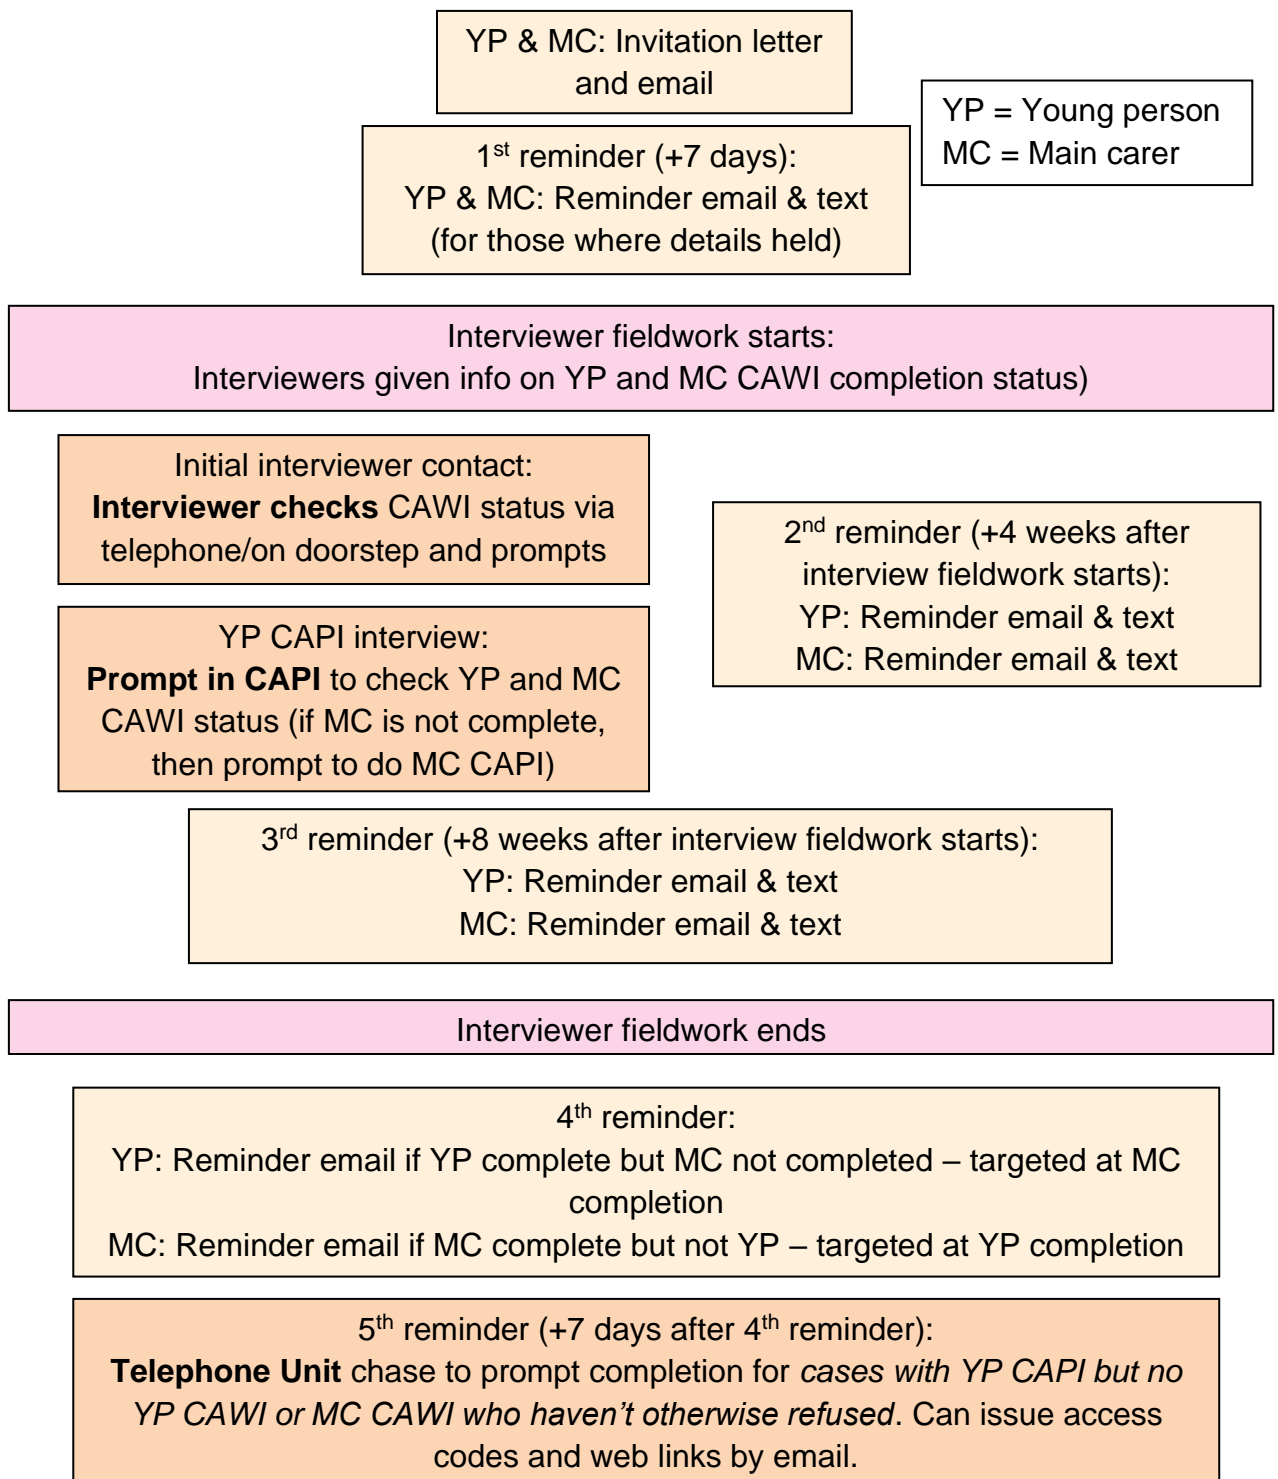 YP & MC: Invitation letter
and email
YP = Young person
MC = Main carer
1st reminder (+7 days):
YP & MC: Reminder email & text
(for those where details held)
Interviewer fieldwork starts:
Interviewers given info on YP and MC CAWI completion status)
Initial interviewer contact:
Interviewer checks CAWI status via
telephone/on doorstep and prompts
2nd reminder (+4 weeks after
interview fieldwork starts):
YP: Reminder email & text
MC: Reminder email & text
YP CAPI interview:
Prompt in CAPI to check YP and MC
CAWI status (if MC is not complete,
then prompt to do MC CAPI)
3rd reminder (+8 weeks after interview fieldwork starts):
YP: Reminder email & text
MC: Reminder email & text
Interviewer fieldwork ends
4th reminder:
YP: Reminder email if YP complete but MC not completed – targeted at MC
completion
MC: Reminder email if MC complete but not YP – targeted at YP completion
5th reminder (+7 days after 4th reminder):
Telephone Unit chase to prompt completion for cases with YP CAPI but no
YP CAWI or MC CAWI who haven't otherwise refused. Can issue access
codes and web links by email.